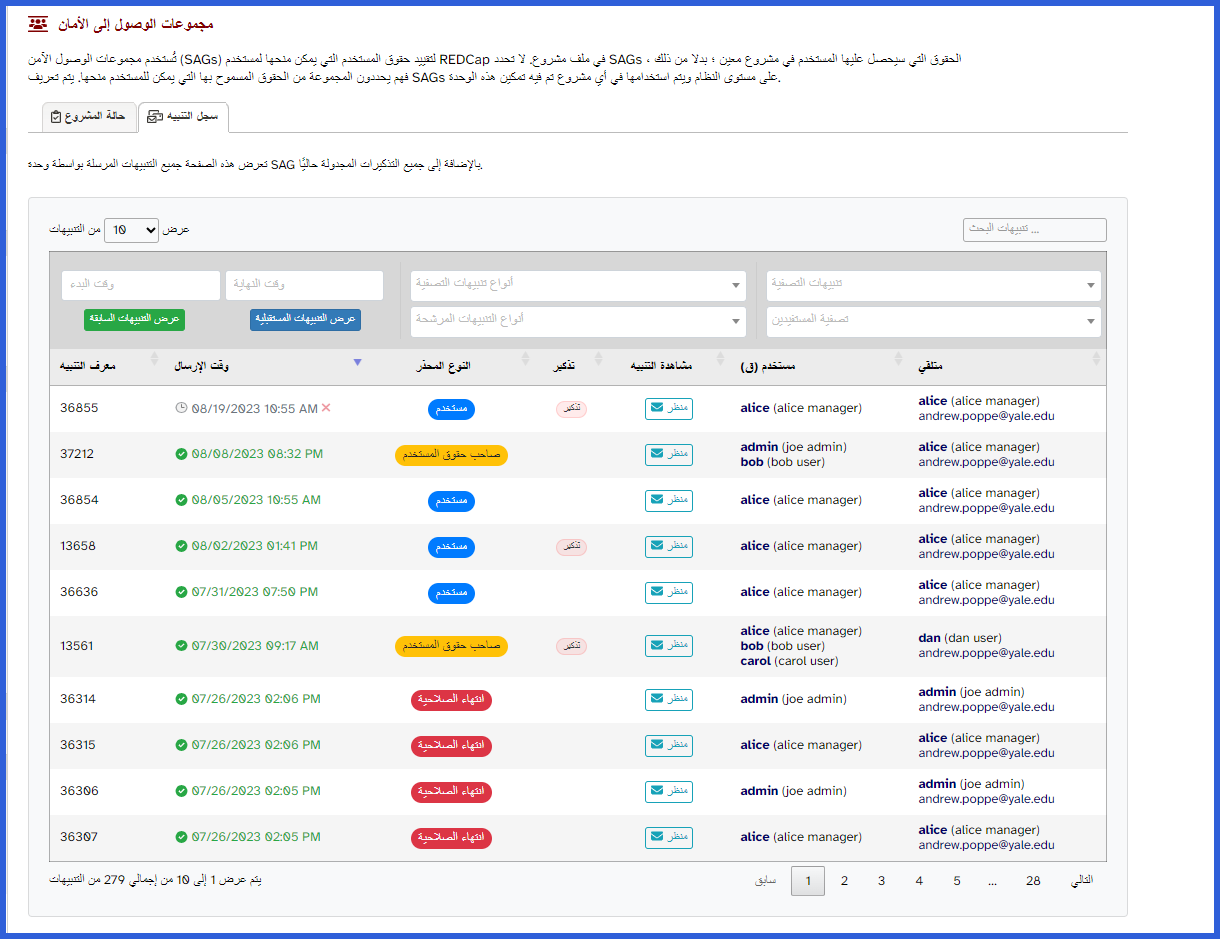 مجموعات الوصول إلى الأمان
الحقوق التي سيحصل عليها المستخدم في مشروع معين ؛ بدلا من ذلك ، SAGs في ملف مشروع. لا تحدد REDCap لتقييد حقوق المستخدم التي يمكن منحها لمستخدم (SAGs) تُستخدم مجموعات الوصول الآمن
على مستوى النظام ويتم استخدامها في أي مشروع تم فيه تمكين هذه الوحدة SAGs فهم يحددون المجموعة من الحقوق المسموح بها التي يمكن للمستخدم منحها. يتم تعريف.
حالة المشروع
سجل التنبيه
بالإضافة إلى جميع التذكيرات المجدولة حاليًا SAG تعرض هذه الصفحة جميع التنبيهات المرسلة بواسطة وحدة.
من التنبيهات 10 عرض
تنبيهات البحث ...
وقت البدء
وقت النهاية
أنواع تنبيهات التصفية
تنبيهات التصفية
عرض التنبيهات السابقة
عرض التنبيهات المستقبلية
أنواع التنبيهات المرشحة
تصفية المستفيدين
معرف التنبيه وقت الإرسال النوع المحذر تذكير مشاهدة التنبيه مستخدم (ق) متلقي
36855 08/19/2023 10:55 AM مستخدم تذكير منظر alice (alice manager) alice (alice manager)
andrew.poppe@yale.edu
37212 08/08/2023 08:32 PM صاحب حقوق المستخدم منظر admin (joe admin) alice (alice manager)
bob (bob user) andrew.poppe@yale.edu
36854 08/05/2023 10:55 AM مستخدم منظر alice (alice manager) alice (alice manager)
andrew.poppe@yale.edu
13658 08/02/2023 01:41 PM مستخدم تذكير منظر alice (alice manager) alice (alice manager)
andrew.poppe@yale.edu
36636 07/31/2023 07:50 PM مستخدم منظر alice (alice manager) alice (alice manager)
andrew.poppe@yale.edu
13561 07/30/2023 09:17 AM صاحب حقوق المستخدم تذكير منظر alice (alice manager) dan (dan user)
bob (bob user) andrew.poppe@yale.edu
carol (carol user)
36314 07/26/2023 02:06 PM انتهاء الصلاحية منظر admin (joe admin) admin (joe admin)
andrew.poppe@yale.edu
36315 07/26/2023 02:06 PM انتهاء الصلاحية منظر alice (alice manager) alice (alice manager)
andrew.poppe@yale.edu
36306 07/26/2023 02:05 PM انتهاء الصلاحية منظر admin (joe admin) admin (joe admin)
andrew.poppe@yale.edu
36307 07/26/2023 02:05 PM انتهاء الصلاحية منظر alice (alice manager) alice (alice manager)
andrew.poppe@yale.edu
يتم عرض 1 إلى 10 من إجمالي 279 من التنبيهات
سابق 1 2 3 4 5 ... 28 التالي